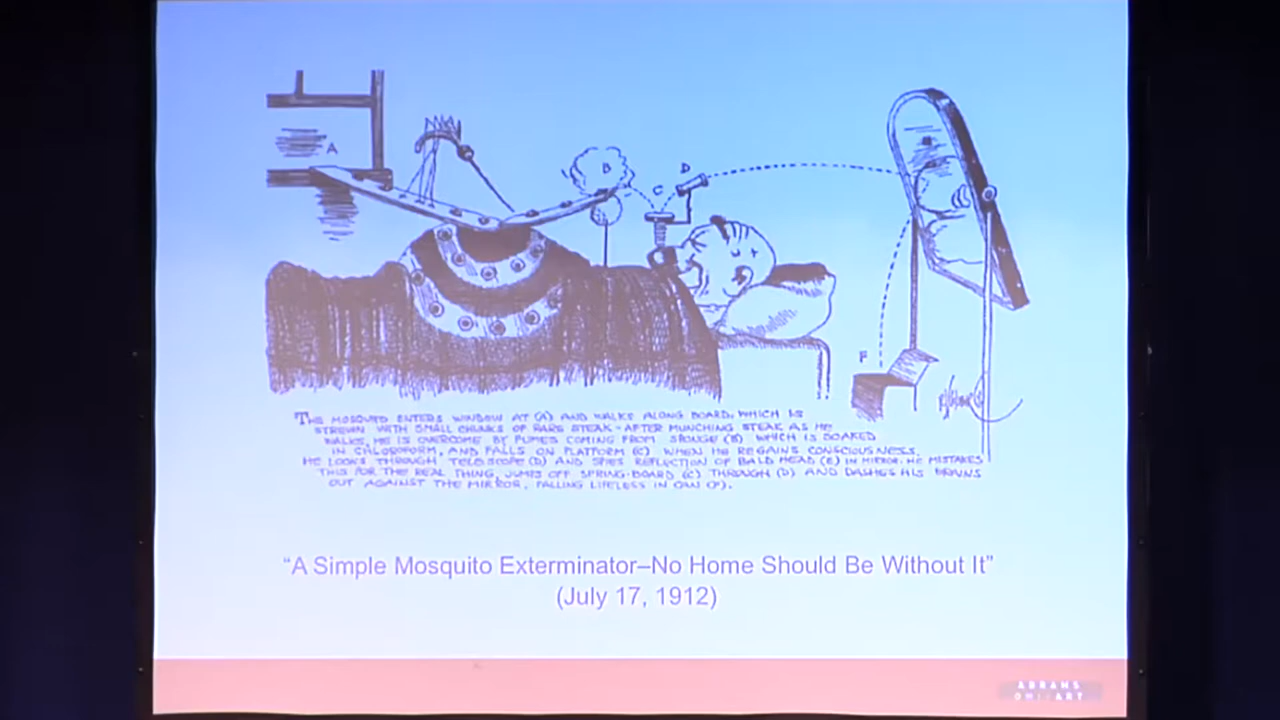 A
B
C
D
F
THE MOSQUITO ENTERS WINDOW AT (A) AND WALKS ALONG BOARD, WHICH IS
STREWN WITH SMALL CHUNKS OF RARE STEAK - AFTER MUNCHING STEAK AS HE
WALKS, HE IS OVERCOME BY FUMES COMING FROM SPONGE (B) WHICH IS SOAKED
IN CHLOROFORM, AND FALLS ON PLATFORM (C) WHEN HE REGAINS CONSCIOUSNESS,
HE LOOKS THROUGH TELESCOPE (D) AND SPIES REFLECTION OF BALD HEAD (E) IN MIRROR. HE MISTAKES
THIS FOR THE REAL THING, JUMPS OFF SPRING-BOARD (C) THROUGH (D) AND DASHES HIS BRAINS
OUT AGAINST THE MIRROR, FALLING LIFELESS IN CAN (F).
“A Simple Mosquito Exterminator–No Home Should Be Without It”
(July 17, 1912)
ABRAMS